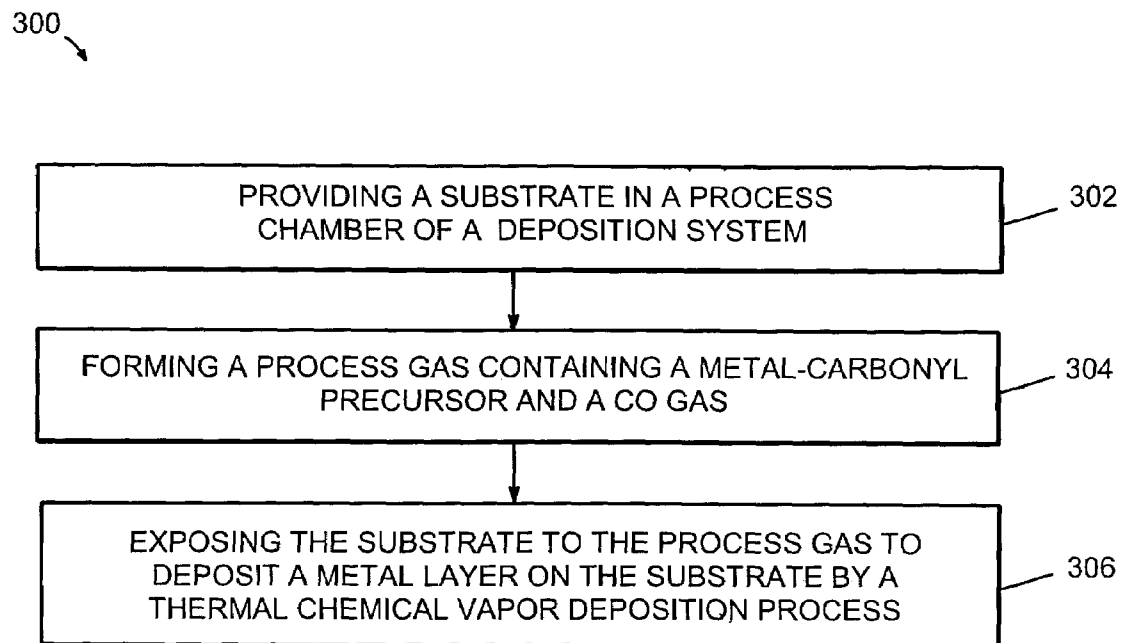 300
PROVIDING A SUBSTRATE IN A PROCESS
CHAMBER OF A DEPOSITION SYSTEM
302
FORMING A PROCESS GAS CONTAINING A METAL-CARBONYL
PRECURSOR AND A CO GAS
304
EXPOSING THE SUBSTRATE TO THE PROCESS GAS TO
DEPOSIT A METAL LAYER ON THE SUBSTRATE BY A
THERMAL CHEMICAL VAPOR DEPOSITION PROCESS
306